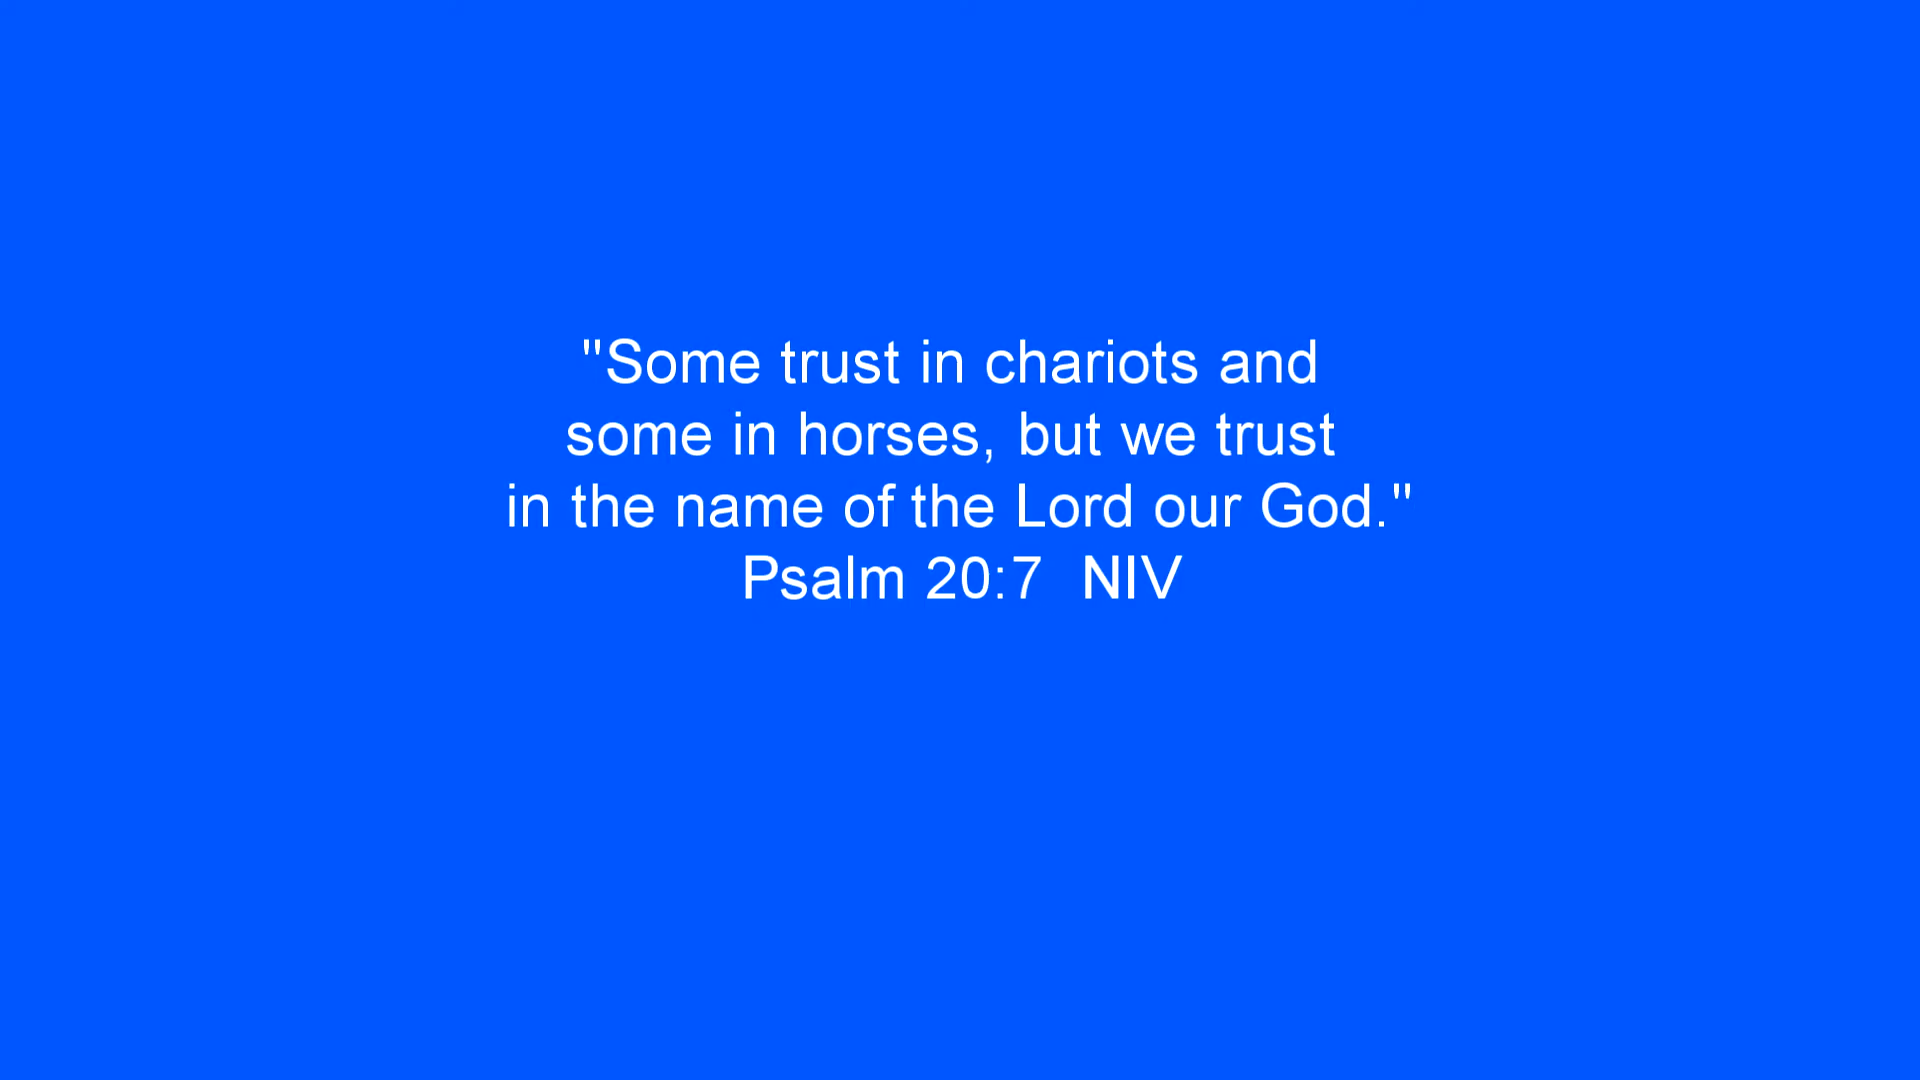 "Some trust in chariots and
some in horses, but we trust
in the name of the Lord our God."
Psalm 20:7  NIV